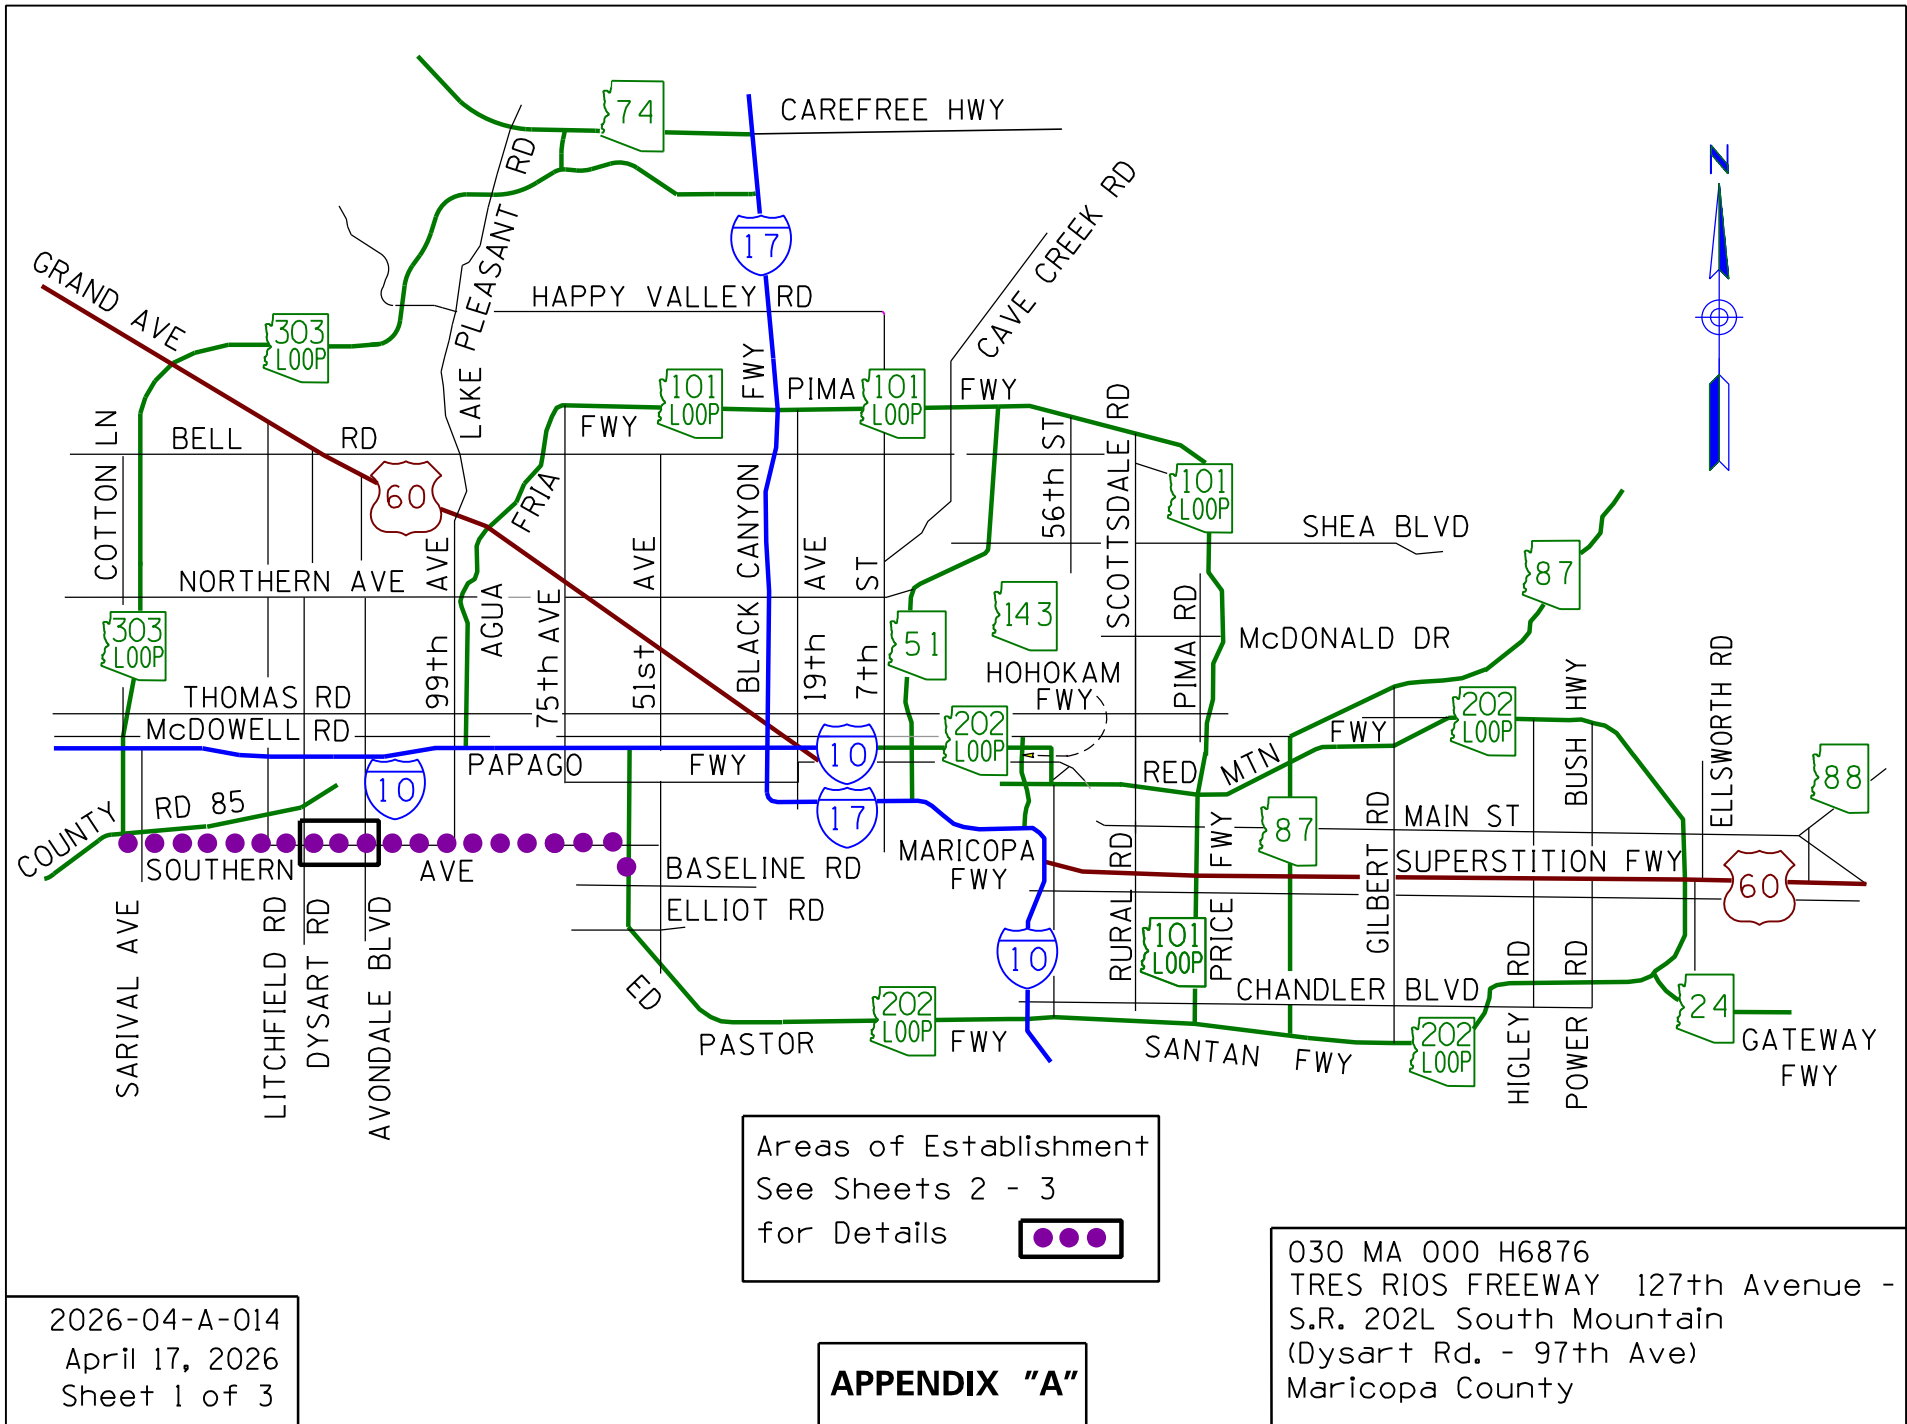 74
CAREFREE HWY
N
LAKE PLEASANT RD
CAVE CREEK RD
17
GRAND AVE
HAPPY VALLEY RD
303
LOOP
101
LOOP
BLACK CANYON FWY
PIMA
101
LOOP
FWY
AGUA FRIA FWY
COTTON LN
BELL RD
60
56th ST
SCOTTSDALE RD
101
LOOP
SHEA BLVD
87
NORTHERN AVE
99th AVE
75th AVE
51st AVE
19th AVE
7th ST
143
51
HOHOKAM
FWY
PIMA RD
McDONALD DR
303
LOOP
THOMAS RD
McDOWELL RD
202
LOOP
202
LOOP
BUSH HWY
ELLSWORTH RD
10
PAPAGO FWY
10
RED MTN FWY
88
COUNTY RD 85
17
87
MAIN ST
SOUTHERN AVE
MARICOPA
FWY
BASELINE RD
SUPERSTITION FWY
60
ELLIOT RD
10
RURAL RD
PRICE FWY
101
LOOP
GILBERT RD
SARIVAL AVE
LITCHFIELD RD
DYSART RD
AVONDALE BLVD
CHANDLER BLVD
HIGLEY RD
POWER RD
24
GATEWAY
FWY
ED PASTOR FWY
202
LOOP
SANTAN FWY
202
LOOP
Areas of Establishment
See Sheets 2 - 3
for Details
2026-04-A-014
April 17, 2026
Sheet 1 of 3
APPENDIX "A"
030 MA 000 H6876
TRES RIOS FREEWAY 127th Avenue -
S.R. 202L South Mountain
(Dysart Rd. - 97th Ave)
Maricopa County